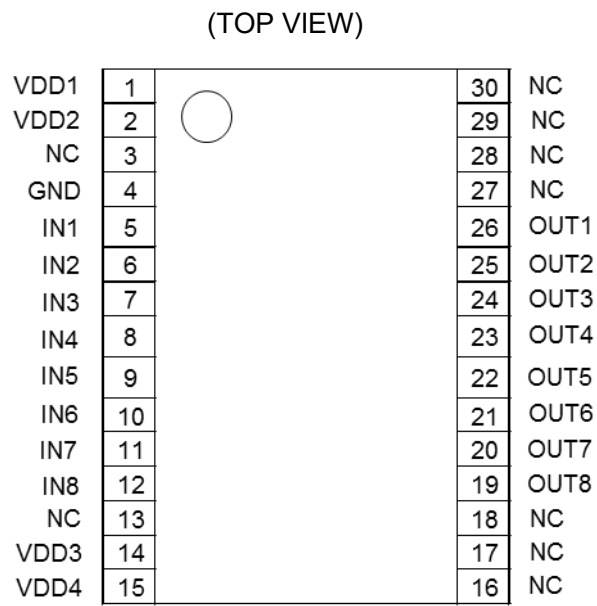 (TOP VIEW)
VDD1 1 30 NC
VDD2 2 29 NC
NC 3 28 NC
GND 4 27 NC
IN1 5 26 OUT1
IN2 6 25 OUT2
IN3 7 24 OUT3
IN4 8 23 OUT4
IN5 9 22 OUT5
IN6 10 21 OUT6
IN7 11 20 OUT7
IN8 12 19 OUT8
NC 13 18 NC
VDD3 14 17 NC
VDD4 15 16 NC